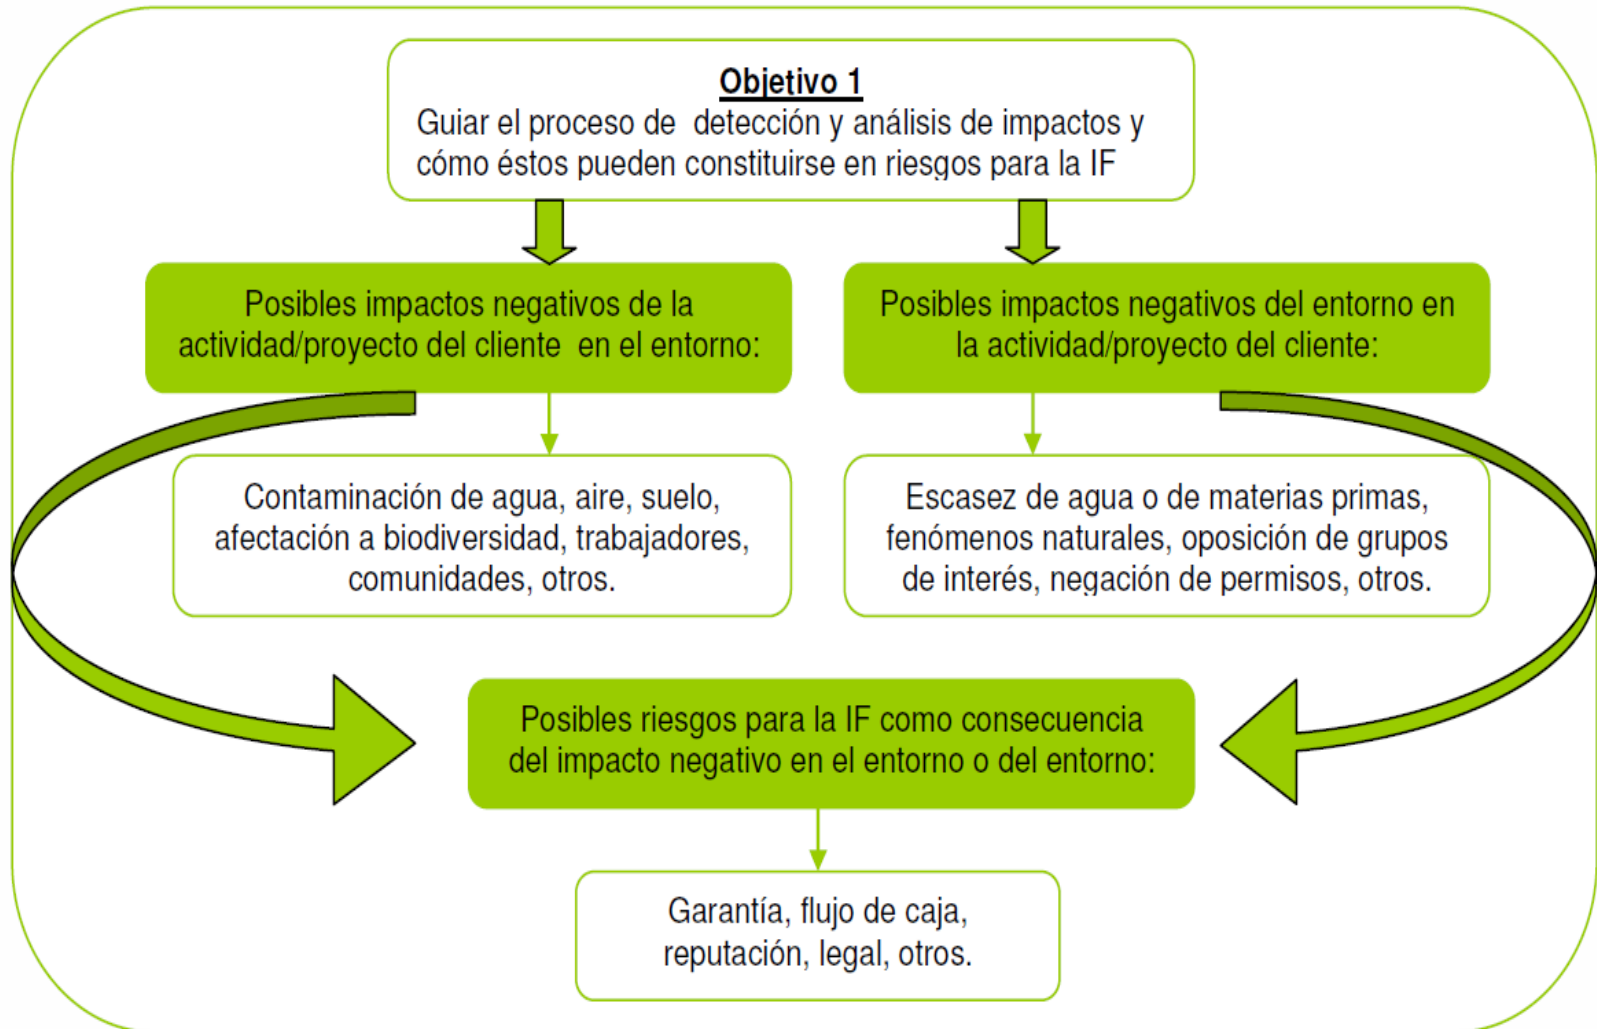 Objetivo 1
Guiar el proceso de detección y análisis de impactos y
cómo éstos pueden constituirse en riesgos para la IF
Posibles impactos negativos de la
actividad/proyecto del cliente en el entorno:
Posibles impactos negativos del entorno en
la actividad/proyecto del cliente:
Contaminación de agua, aire, suelo,
afectación a biodiversidad, trabajadores,
comunidades, otros.
Escasez de agua o de materias primas,
fenómenos naturales, oposición de grupos
de interés, negación de permisos, otros.
Posibles riesgos para la IF como consecuencia
del impacto negativo en el entorno o del entorno:
Garantía, flujo de caja,
reputación, legal, otros.